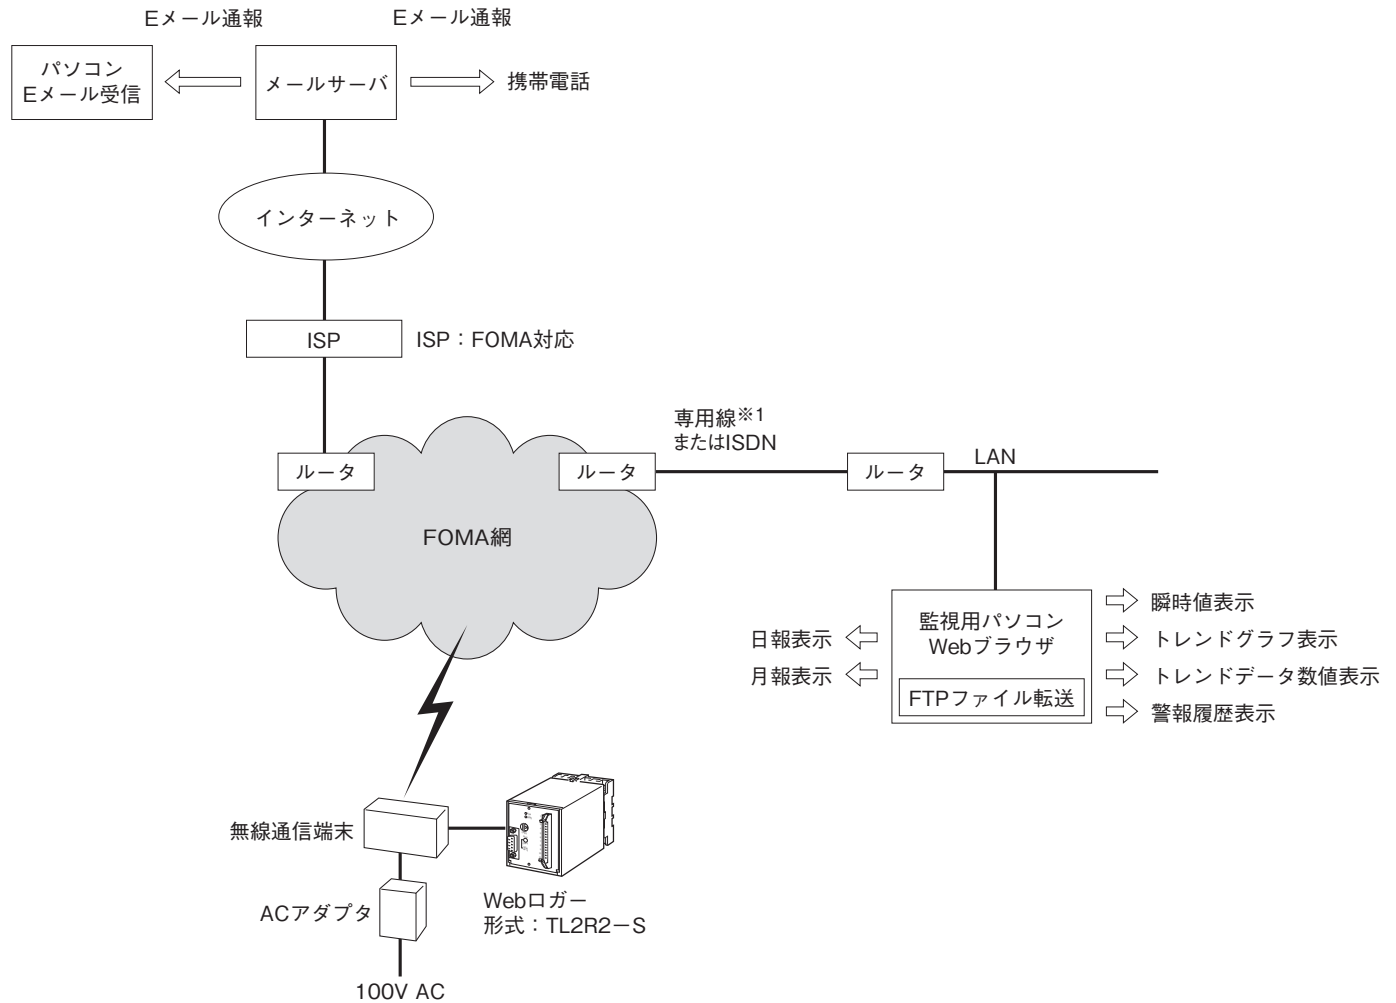 Eメール通報
Eメール通報
パソコン
Eメール受信
メールサーバ
携帯電話
インターネット
ISP
ISP：FOMA対応
専用線※1
またはISDN
ルータ
ルータ
ルータ
LAN
FOMA網
監視用パソコン
Webブラウザ
FTPファイル転送
日報表示
月報表示
瞬時値表示
トレンドグラフ表示
トレンドデータ数値表示
警報履歴表示
無線通信端末
ACアダプタ
Webロガー
形式：TL2R2－S
100V AC